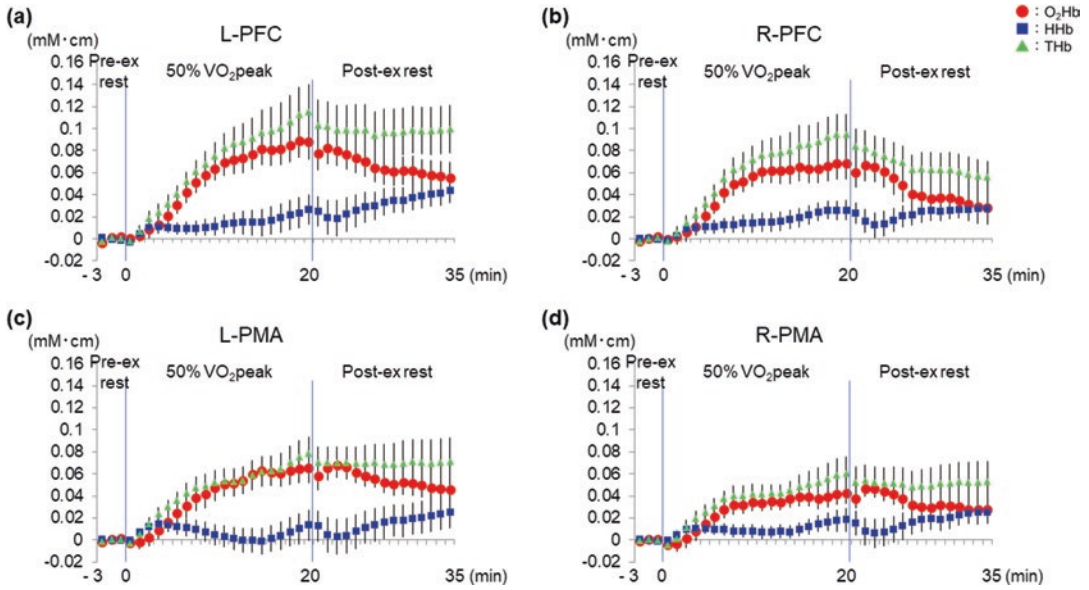 (a)
(mM·cm)
L-PFC
0.16
0.14
0.12
0.1
0.08
0.06
0.04
0.02
0
-0.02
Pre-ex
rest
50% VO₂peak
Post-ex rest
- 3
0
20
35 (min)
(b)
(mM·cm)
R-PFC
0.16
0.14
0.12
0.1
0.08
0.06
0.04
0.02
0
-0.02
Pre-ex
rest
50% VO₂peak
Post-ex rest
- 3
0
20
35 (min)
: O₂Hb
: HHb
: THb
(c)
(mM·cm)
L-PMA
0.16
0.14
0.12
0.1
0.08
0.06
0.04
0.02
0
-0.02
Pre-ex
rest
50% VO₂peak
Post-ex rest
- 3
0
20
35 (min)
(d)
(mM·cm)
R-PMA
0.16
0.14
0.12
0.1
0.08
0.06
0.04
0.02
0
-0.02
Pre-ex
rest
50% VO₂peak
Post-ex rest
- 3
0
20
35 (min)